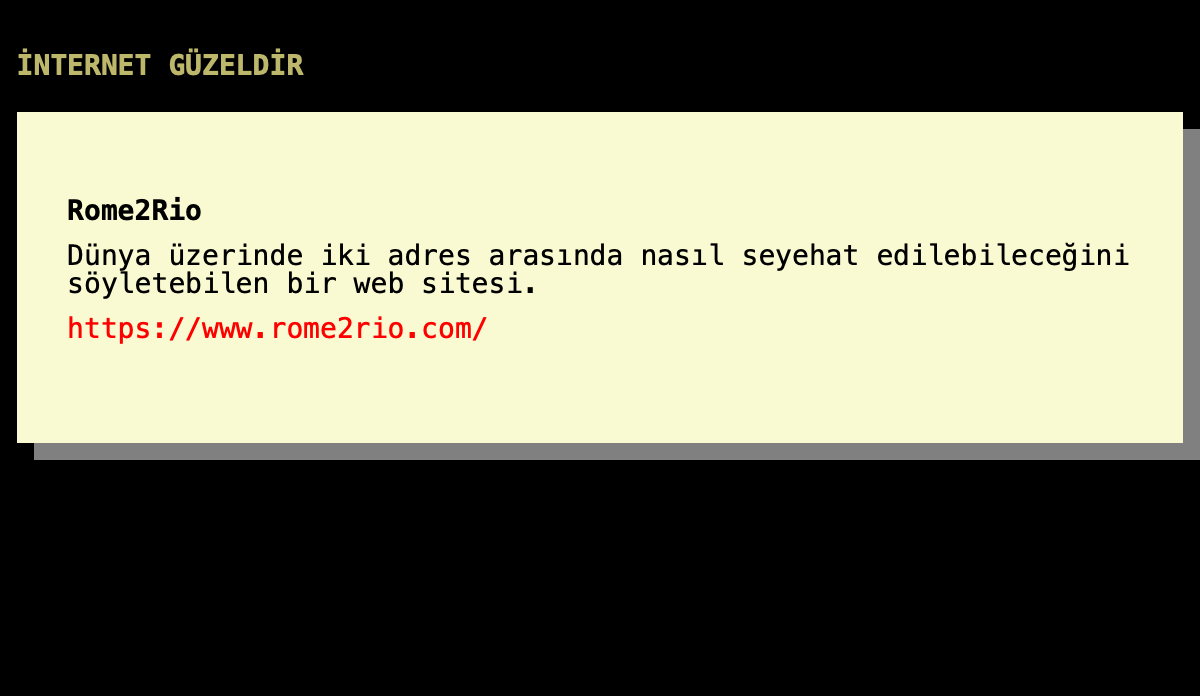 İNTERNET GÜZELDİR
Rome2Rio
Dünya üzerinde iki adres arasında nasıl seyehat edilebileceğini
söyletebilen bir web sitesi.
https://www.rome2rio.com/